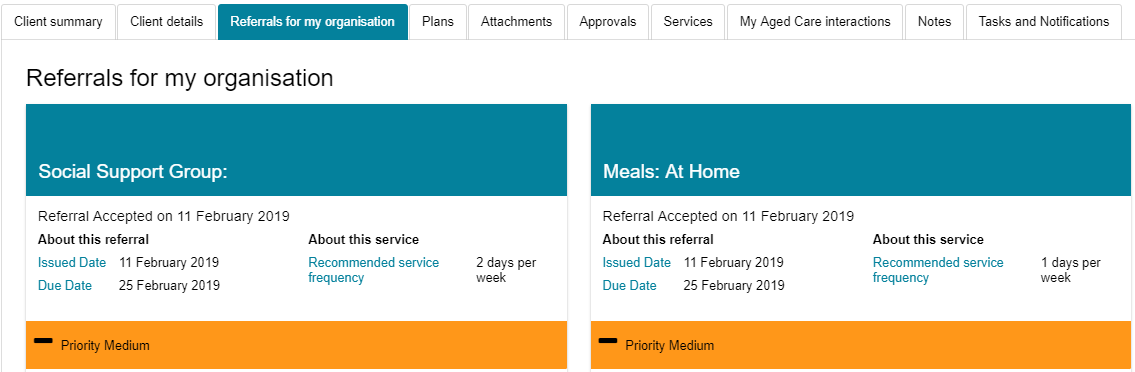 Client summary Client details Referrals for my organisation Plans Attachments Approvals Services My Aged Care interactions Notes Tasks and Notifications
Referrals for my organisation
Social Support Group:
Referral Accepted on 11 February 2019
About this referral About this service
Issued Date 11 February 2019 Recommended service 2 days per
frequency week
Due Date 25 February 2019
Priority Medium
Meals: At Home
Referral Accepted on 11 February 2019
About this referral About this service
Issued Date 11 February 2019 Recommended service 1 days per
frequency week
Due Date 25 February 2019
Priority Medium